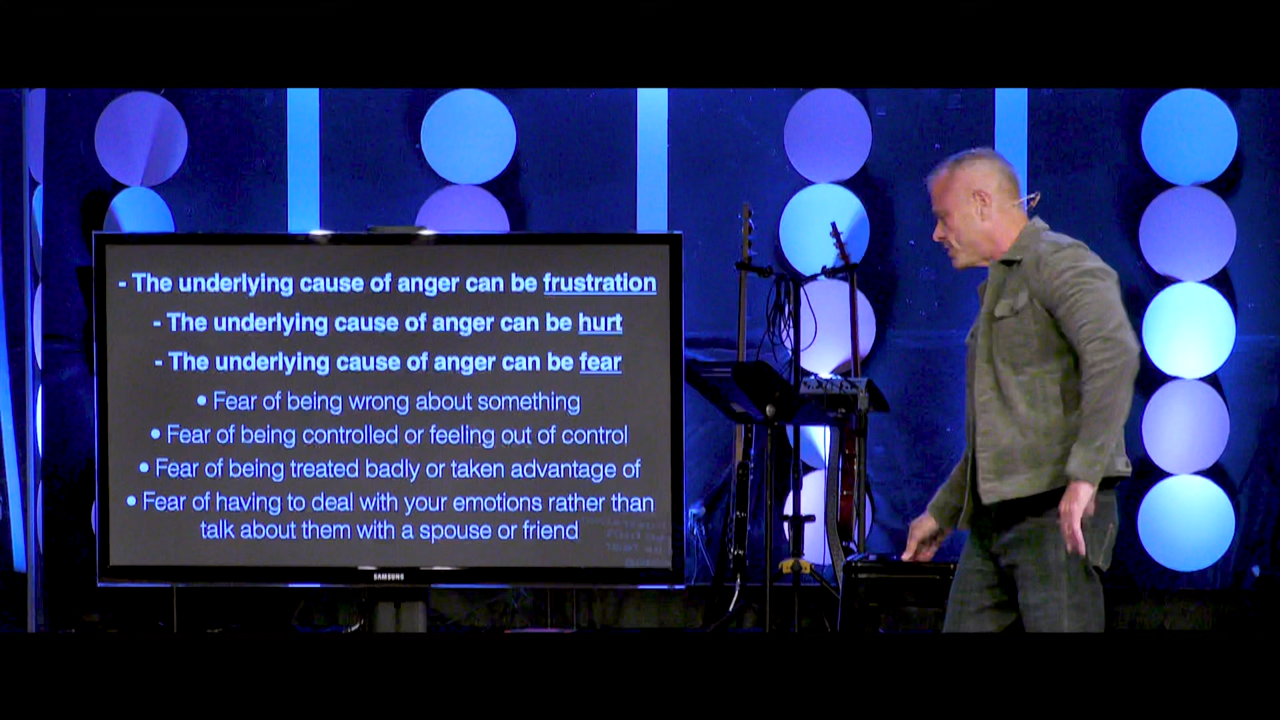 - The underlying cause of anger can be frustration
- The underlying cause of anger can be hurt
- The underlying cause of anger can be fear
• Fear of being wrong about something
• Fear of being controlled or feeling out of control
• Fear of being treated badly or taken advantage of
• Fear of having to deal with your emotions rather than
talk about them with a spouse or friend
SAMSUNG